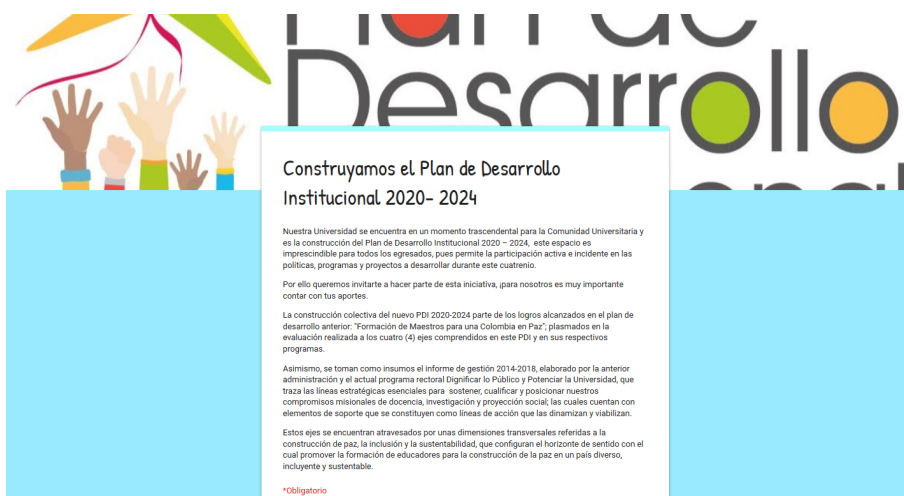 Plan de
Desarrollo
Construyamos el Plan de Desarrollo
Institucional 2020- 2024
Nuestra Universidad se encuentra en un momento trascendental para la Comunidad Universitaria y
es la construcción del Plan de Desarrollo Institucional 2020 – 2024,  este espacio es
imprescindible para todos los egresados, pues permite la participación activa e incidente en las
políticas, programas y proyectos a desarrollar durante este cuatrenio.
Por ello queremos invitarte a hacer parte de esta iniciativa, ¡para nosotros es muy importante
contar con tus aportes.
La construcción colectiva del nuevo PDI 2020-2024 parte de los logros alcanzados en el plan de
desarrollo anterior: "Formación de Maestros para una Colombia en Paz"; plasmados en la
evaluación realizada a los cuatro (4) ejes comprendidos en este PDI y en sus respectivos
programas.
Asimismo, se toman como insumos el informe de gestión 2014-2018, elaborado por la anterior
administración y el actual programa rectoral Dignificar lo Público y Potenciar la Universidad, que
traza las líneas estratégicas esenciales para  sostener, cualificar y posicionar nuestros
compromisos misionales de docencia, investigación y proyección social; las cuales cuentan con
elementos de soporte que se constituyen como líneas de acción que las dinamizan y viabilizan.
Estos ejes se encuentran atravesados por unas dimensiones transversales referidas a la
construcción de paz, la inclusión y la sustentabilidad, que configuran el horizonte de sentido con el
cual promover la formación de educadores para la construcción de la paz en un país diverso,
incluyente y sustentable.
*Obligatorio